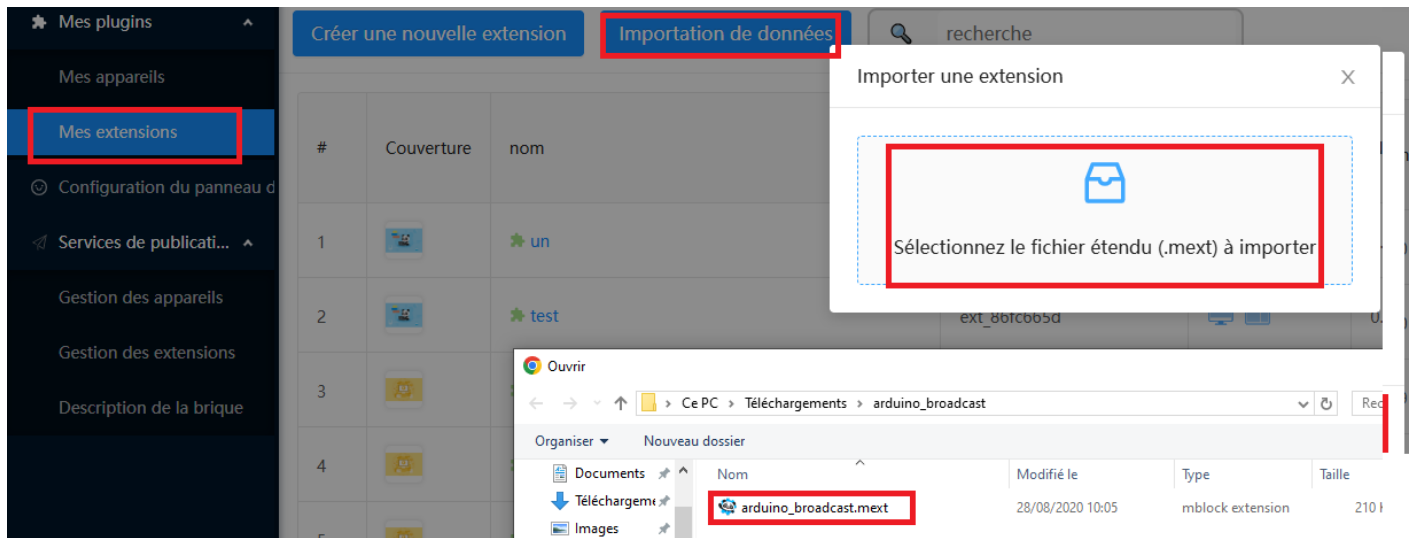 Mes plugins
Mes appareils
Mes extensions
Configuration du panneau d
Services de publicati...
Gestion des appareils
Gestion des extensions
Description de la brique
Créer une nouvelle extension
Importation de données
recherche
# Couverture nom
1 un
2 test ext_86fc665d 0.
3
4
Importer une extension X
Sélectionnez le fichier étendu (.mext) à importer
Ouvrir
Ce PC > Téléchargements > arduino_broadcast
Rec
Organiser Nouveau dossier
Documents
Téléchargeme
Images
Nom Modifié le Type Taille
arduino_broadcast.mext 28/08/2020 10:05 mblock extension 210